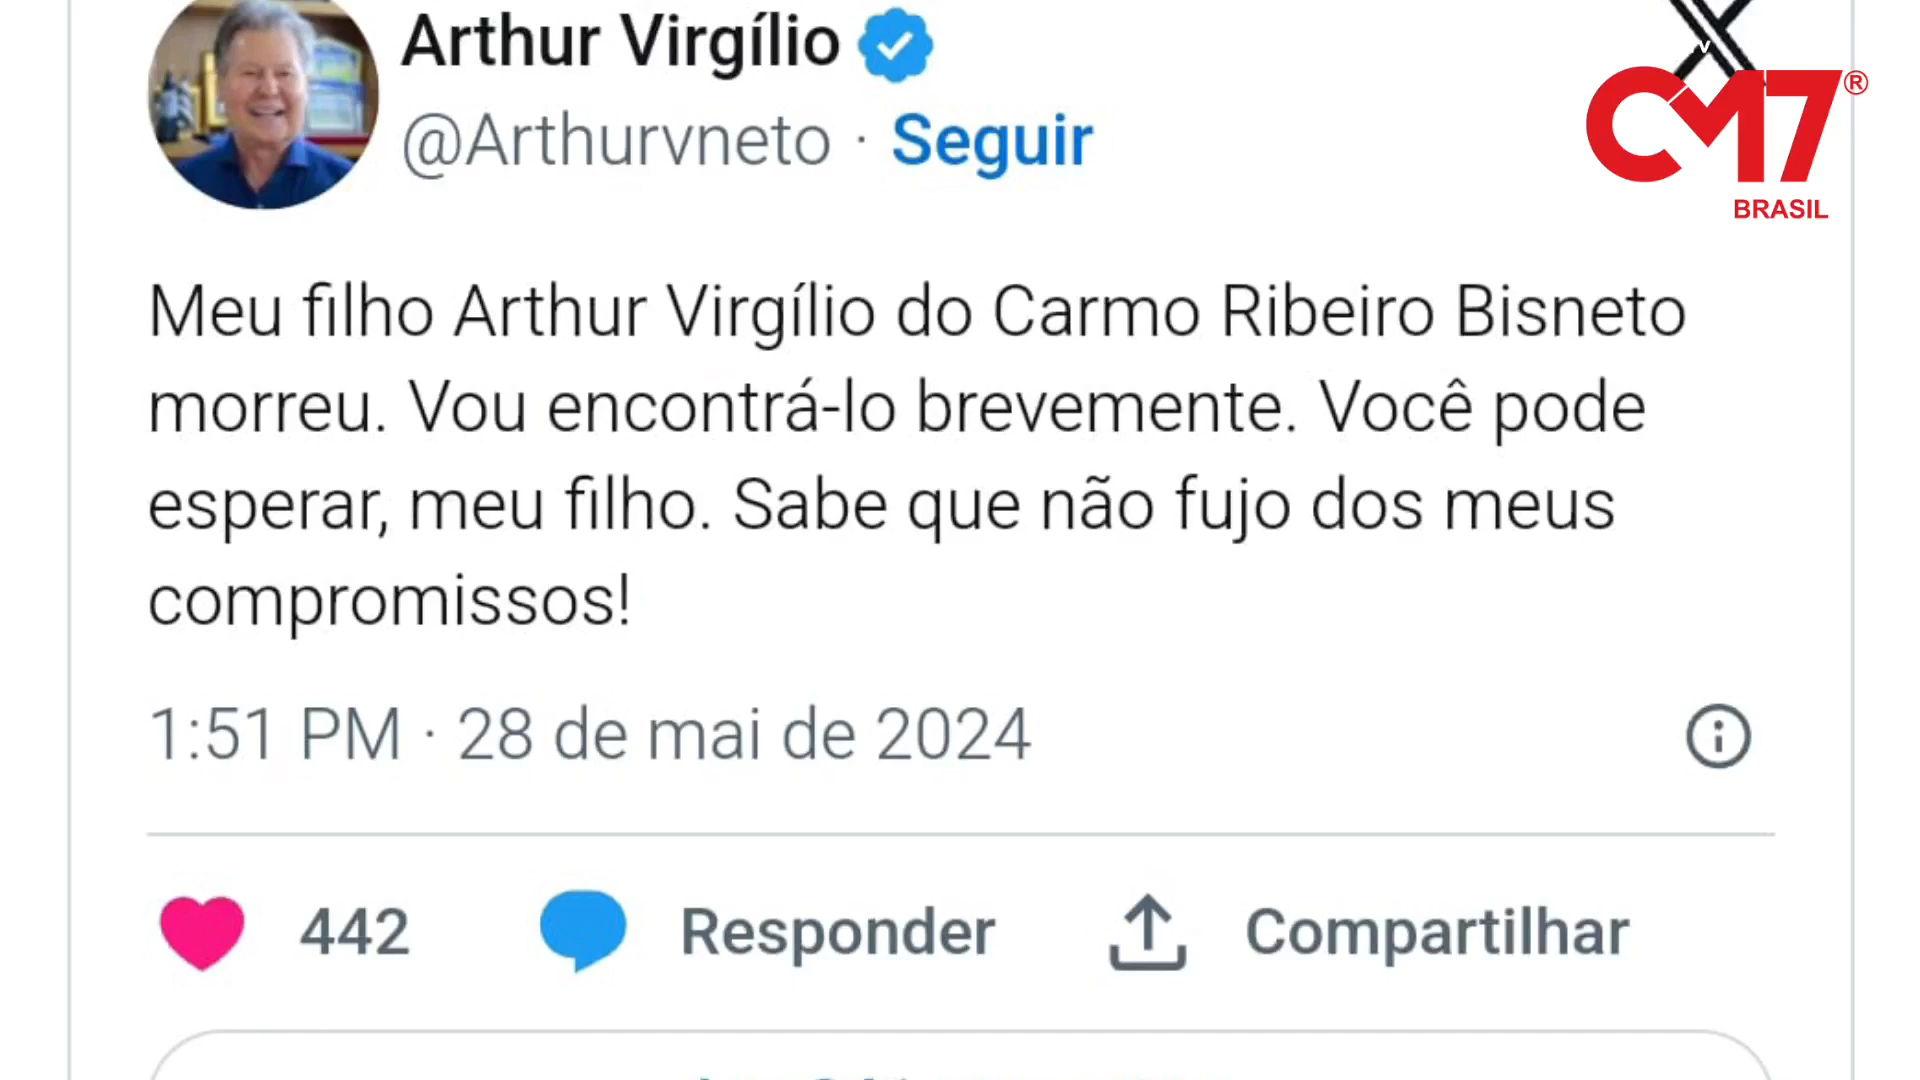 Arthur Virgílio
@Arthurvneto · Seguir
CM7®
BRASIL
Meu filho Arthur Virgílio do Carmo Ribeiro Bisneto
morreu. Vou encontrá-lo brevemente. Você pode
esperar, meu filho. Sabe que não fujo dos meus
compromissos!
1:51 PM · 28 de mai de 2024
442 Responder Compartilhar